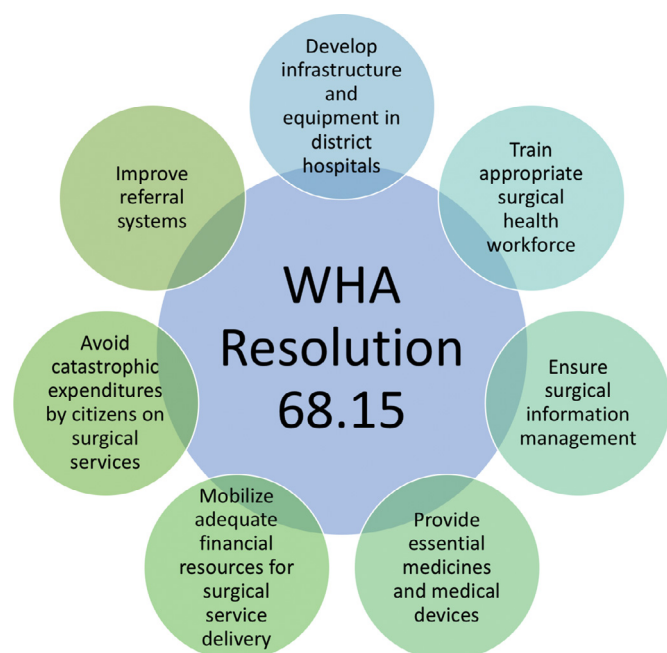 Develop
infrastructure
and
equipment in
district
hospitals
Train
appropriate
surgical
health
workforce
Ensure
surgical
information
management
Provide
essential
medicines
and medical
devices
Mobilize
adequate
financial
resources for
surgical
service
delivery
Avoid
catastrophic
expenditures
by citizens on
surgical
services
Improve
referral
systems
WHA
Resolution
68.15